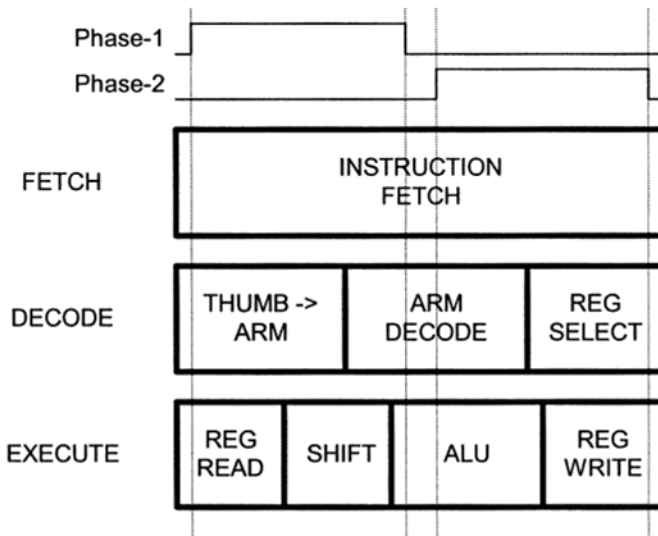 Phase-1
Phase-2
FETCH
INSTRUCTION
FETCH
DECODE
THUMB ->
ARM
ARM
DECODE
REG
SELECT
EXECUTE
REG
READ
SHIFT
ALU
REG
WRITE